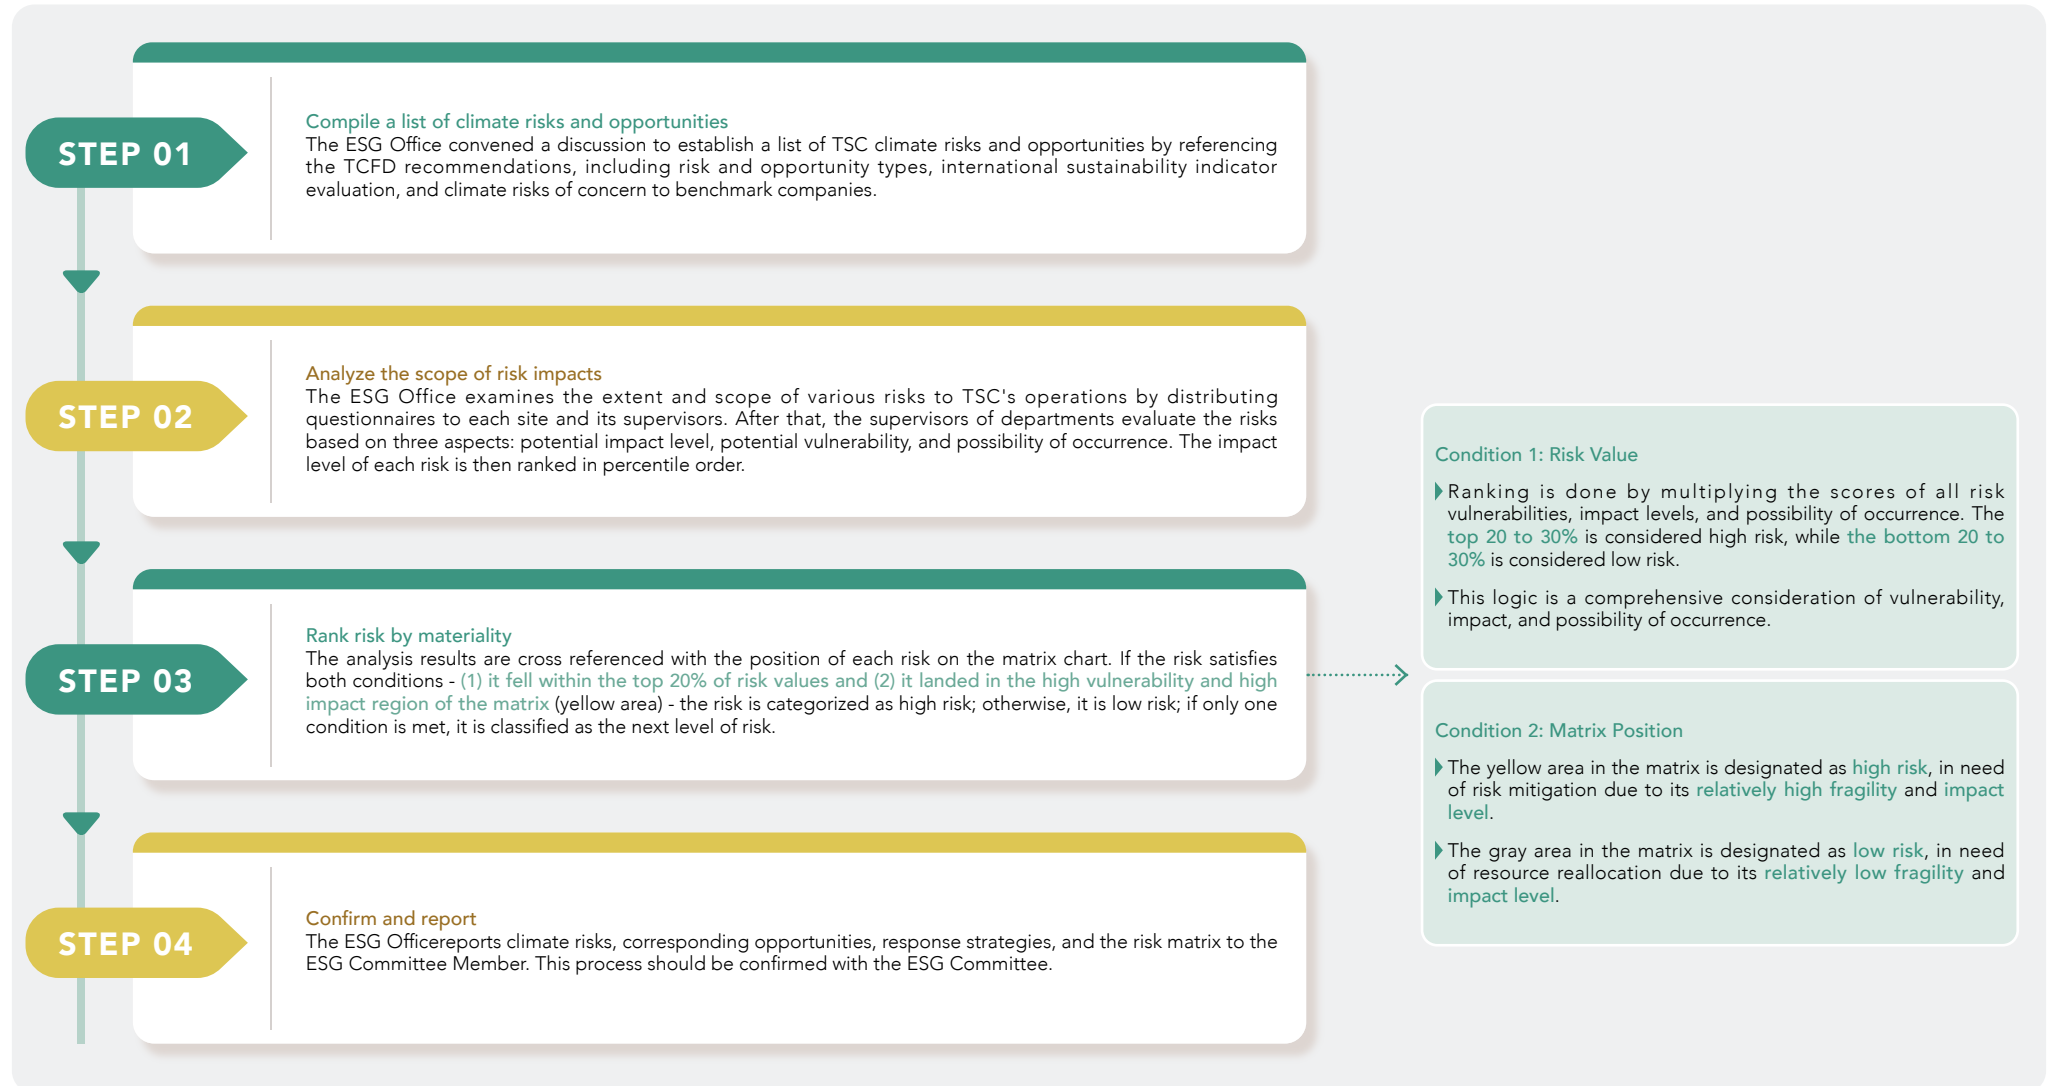 STEP 01
Compile a list of climate risks and opportunities
The ESG Office convened a discussion to establish a list of TSC climate risks and opportunities by referencing
the TCFD recommendations, including risk and opportunity types, international sustainability indicator
evaluation, and climate risks of concern to benchmark companies.
STEP 02
Analyze the scope of risk impacts
The ESG Office examines the extent and scope of various risks to TSC's operations by distributing
questionnaires to each site and its supervisors. After that, the supervisors of departments evaluate the risks
based on three aspects: potential impact level, potential vulnerability, and possibility of occurrence. The impact
level of each risk is then ranked in percentile order.
STEP 03
Rank risk by materiality
The analysis results are cross referenced with the position of each risk on the matrix chart. If the risk satisfies
both conditions - (1) it fell within the top 20% of risk values and (2) it landed in the high vulnerability and high
impact region of the matrix (yellow area) - the risk is categorized as high risk; otherwise, it is low risk; if only one
condition is met, it is classified as the next level of risk.
Condition 1: Risk Value
Ranking is done by multiplying the scores of all risk
vulnerabilities, impact levels, and possibility of occurrence. The
top 20 to 30% is considered high risk, while the bottom 20 to
30% is considered low risk.
This logic is a comprehensive consideration of vulnerability,
impact, and possibility of occurrence.
Condition 2: Matrix Position
The yellow area in the matrix is designated as high risk, in need
of risk mitigation due to its relatively high fragility and impact
level.
The gray area in the matrix is designated as low risk, in need
of resource reallocation due to its relatively low fragility and
impact level.
STEP 04
Confirm and report
The ESG Officereports climate risks, corresponding opportunities, response strategies, and the risk matrix to the
ESG Committee Member. This process should be confirmed with the ESG Committee.